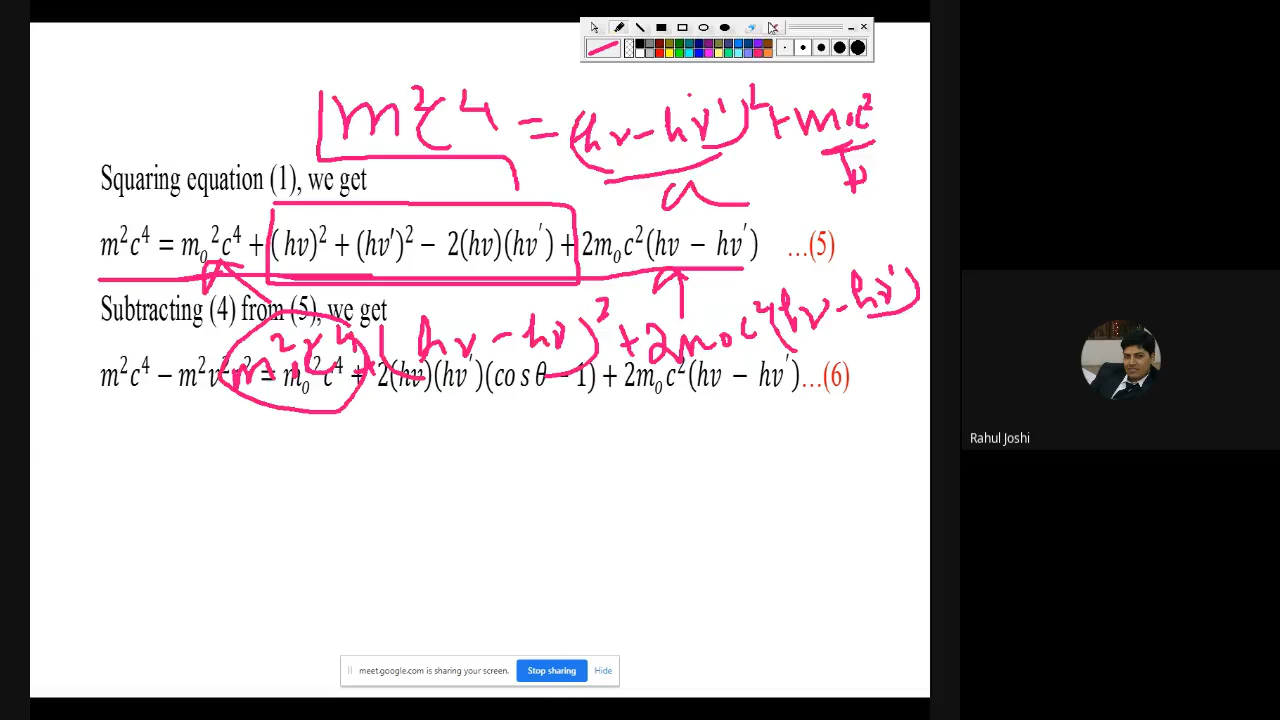 m²c4 = (hν − hν')² + m₀c²
a
b
Squaring equation (1), we get
m²c⁴ = m₀²c⁴ + (hν)² + (hν')² − 2(hν)(hν') + 2m₀c²(hν − hν') ...(5)
Subtracting (4) from (5), we get
(hν − hν)² + 2m₀c²(hν − hν')
m²c⁴ − m²v²c² = m₀²c⁴ + 2(hν)(hν')(cos θ − 1) + 2m₀c²(hν − hν')...(6)
Rahul Joshi
meet.google.com is sharing your screen. Stop sharing Hide